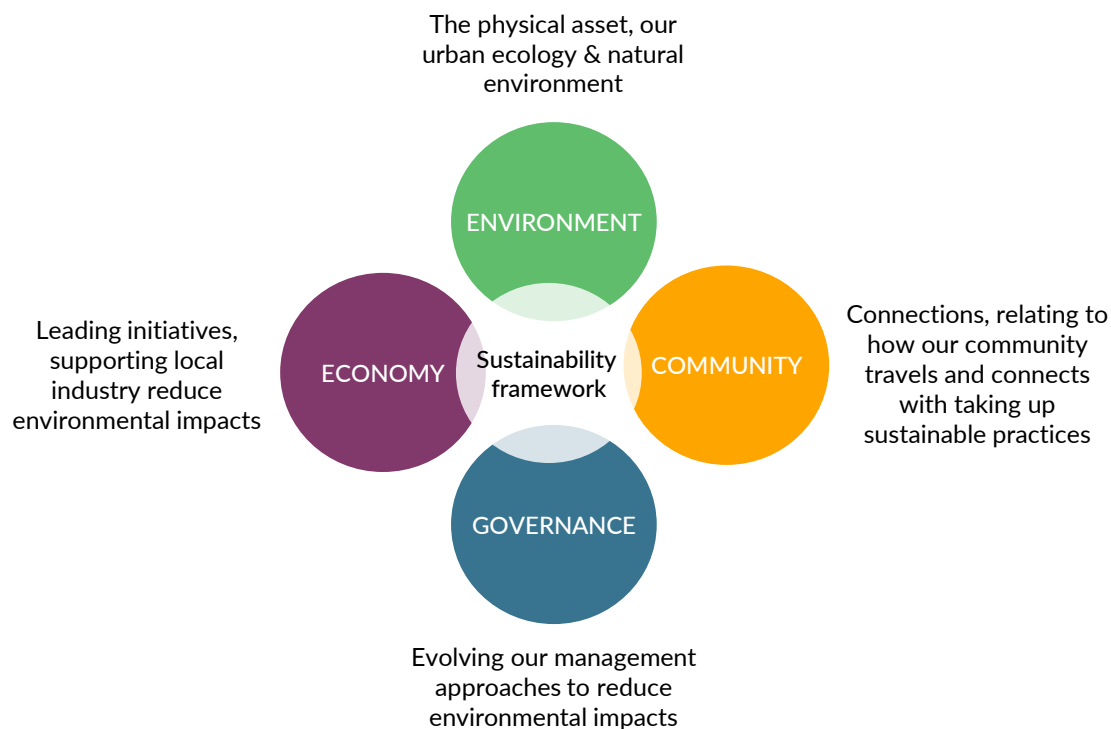 The physical asset, our
urban ecology & natural
environment
ENVIRONMENT
Leading initiatives,
supporting local
industry reduce
environmental impacts
ECONOMY
Sustainability
framework
COMMUNITY
Connections, relating to
how our community
travels and connects
with taking up
sustainable practices
GOVERNANCE
Evolving our management
approaches to reduce
environmental impacts